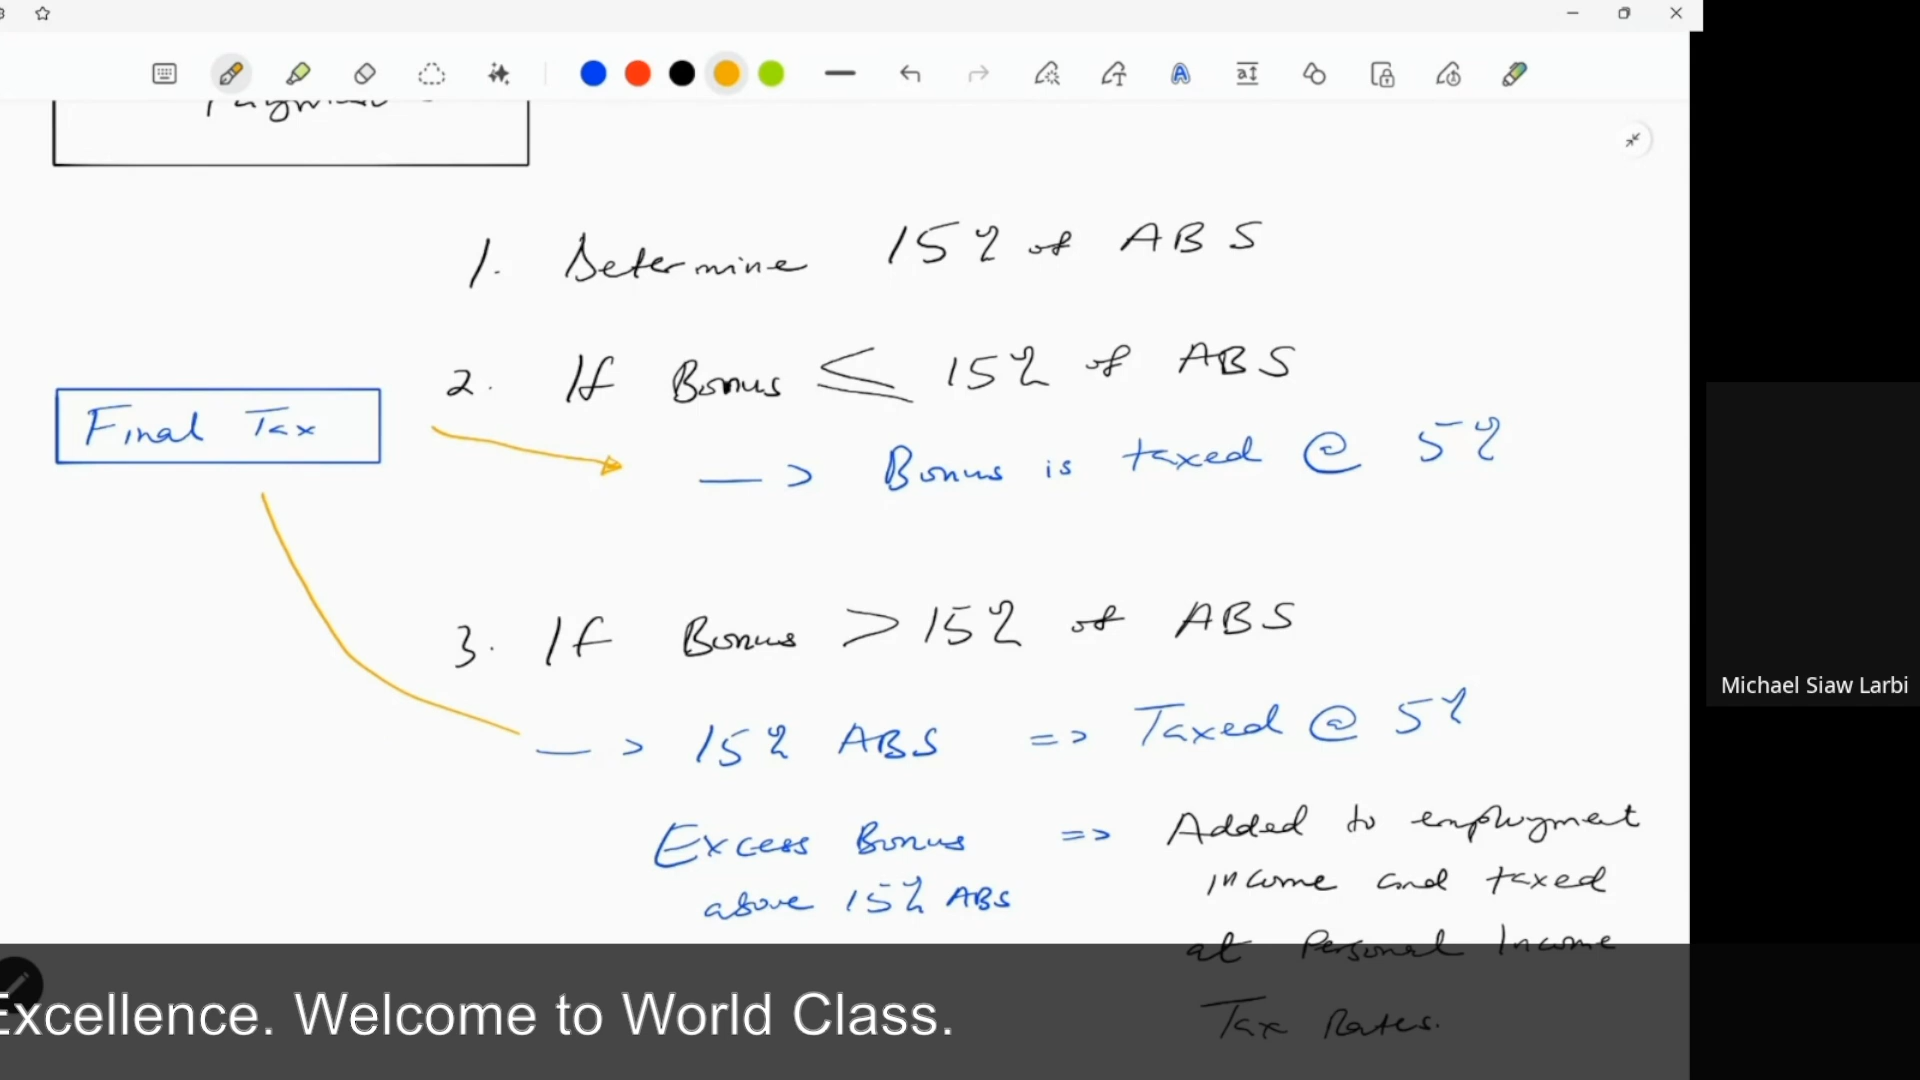 1. Determine 15% of ABS
2. If Bonus ≤ 15% of ABS
Final Tax
—> Bonus is taxed @ 5%
3. If Bonus > 15% of ABS
—> 15% ABS => Taxed @ 5%
Excess Bonus => Added to employment
above 15% ABS income and taxed
at Personal Income
Tax Rates.
Excellence. Welcome to World Class.
Michael Siaw Larbi